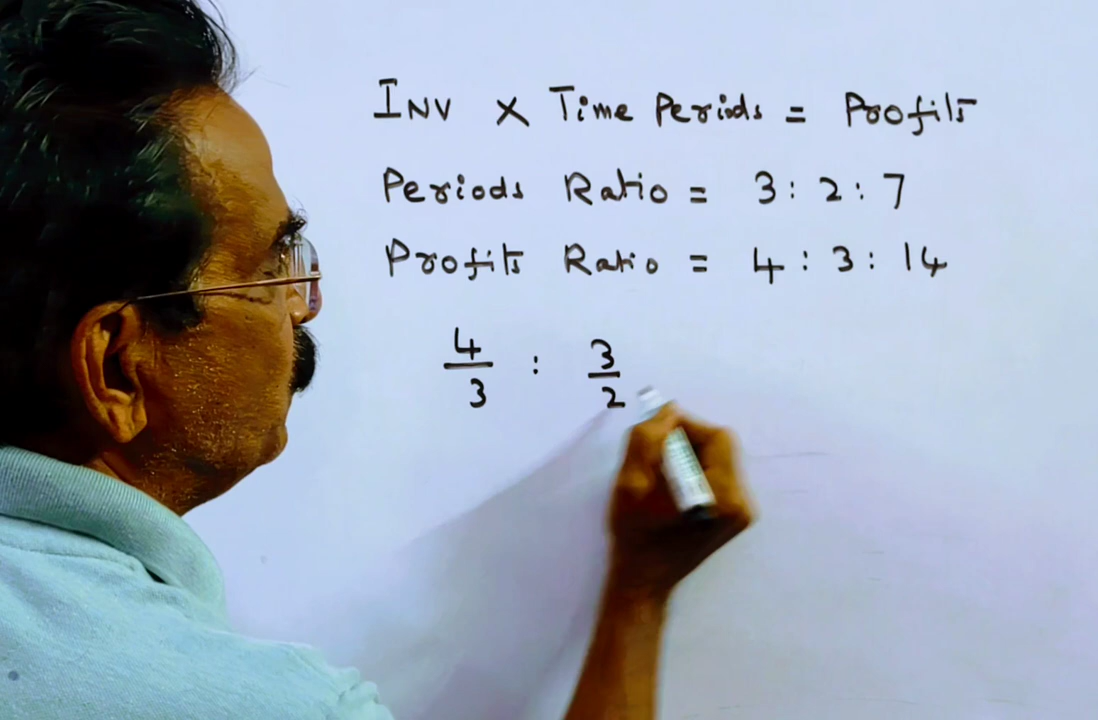 INV × Time Periods = Profits
Periods Ratio = 3 : 2 : 7
Profits Ratio = 4 : 3 : 14
4/3 : 3/2